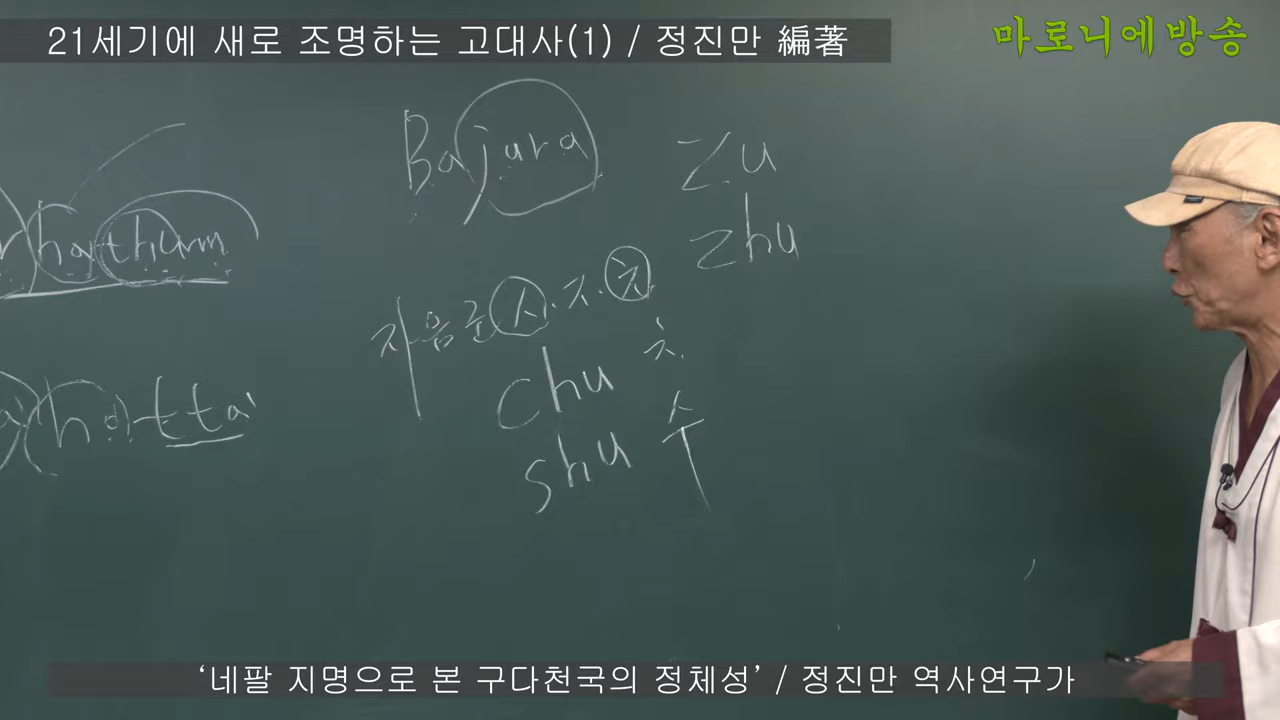 21세기에 새로 조명하는 고대사(1) / 정진만 編著
마로니에방송
Bajura
zu
zhu
hathum
자음군 ㅅ.ㅈ.ㅊ
ㅊ.
chu
shu 수
hotta
‘네팔 지명으로 본 구다천국의 정체성’ / 정진만 역사연구가